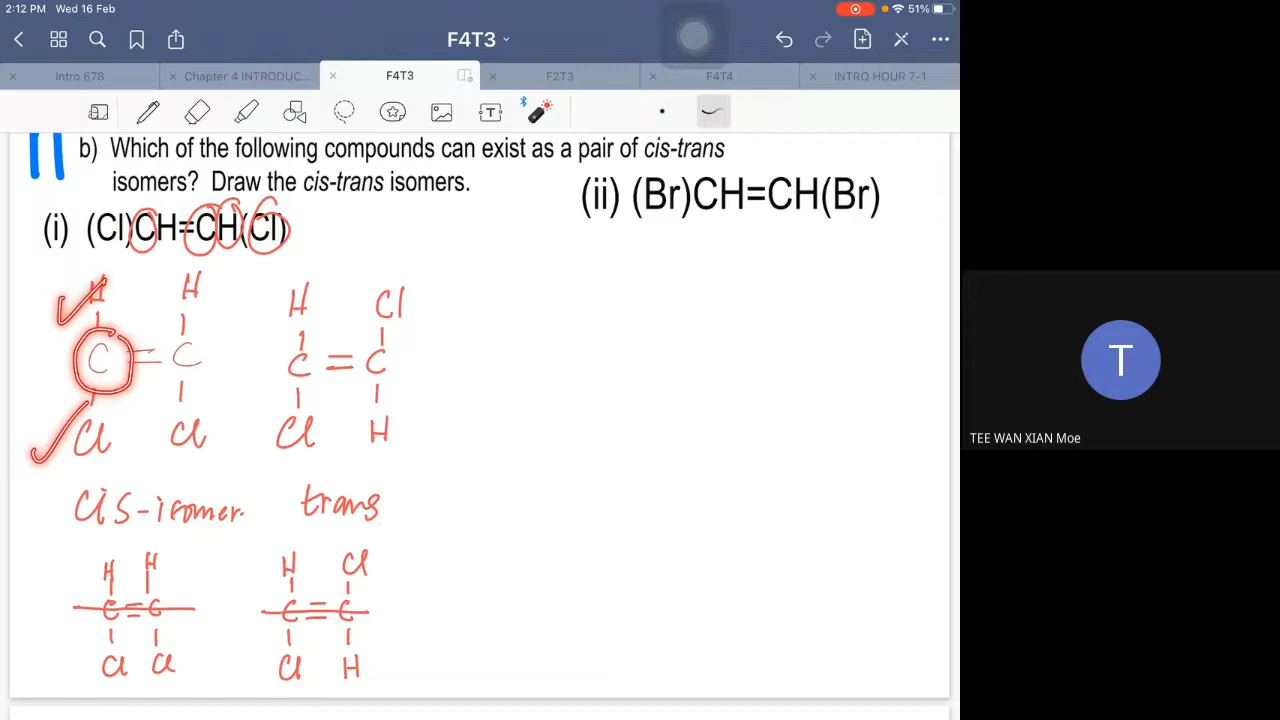 2:12 PM Wed 16 Feb
51%
F4T3
Intro 678
Chapter 4 INTRODUC...
F4T3
F2T3
F4T4
INTRO HOUR 7-1
b) Which of the following compounds can exist as a pair of cis-trans
isomers? Draw the cis-trans isomers.
(i) (Cl)CH=CH(Cl)
(ii) (Br)CH=CH(Br)
H H H Cl
C = C C = C
Cl Cl Cl H
Cis-isomer. trans
H H H Cl
C = C C = C
Cl Cl Cl H
T
TEE WAN XIAN Moe